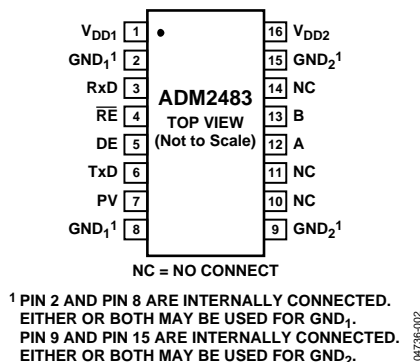 VDD1 1 16 VDD2
GND1¹ 2 15 GND2¹
RxD 3 14 NC
ADM2483
RE 4 13 B
TOP VIEW
(Not to Scale)
DE 5 12 A
TxD 6 11 NC
PV 7 10 NC
GND1¹ 8 9 GND2¹
NC = NO CONNECT
¹ PIN 2 AND PIN 8 ARE INTERNALLY CONNECTED.
EITHER OR BOTH MAY BE USED FOR GND1.
PIN 9 AND PIN 15 ARE INTERNALLY CONNECTED.
EITHER OR BOTH MAY BE USED FOR GND2.